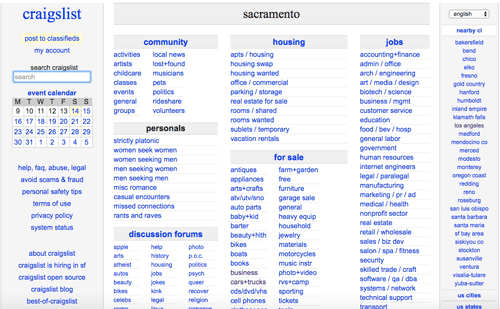 craigslist
post to classifieds
my account
search craigslist
search
event calendar
M T W T F S S
9 10 11 12 13 14 15
16 17 18 19 20 21 22
23 24 25 26 27 28 29
30 31 1 2 3 4 5
help, faq, abuse, legal
avoid scams & fraud
personal safety tips
terms of use
privacy policy
system status
about craigslist
craigslist is hiring in sf
craigslist open source
craigslist blog
best-of-craigslist
sacramento
community
activities local news
artists lost+found
childcare musicians
classes pets
events politics
general rideshare
groups volunteers
personals
strictly platonic
women seek women
women seeking men
men seeking women
men seeking men
misc romance
casual encounters
missed connections
rants and raves
discussion forums
apple help photo
arts history p.o.c.
atheist housing politics
autos jobs psych
beauty jokes queer
bikes kink recover
celebs legal religion
comp linux romance
housing
apts / housing
housing swap
housing wanted
office / commercial
parking / storage
real estate for sale
rooms / shared
rooms wanted
sublets / temporary
vacation rentals
for sale
antiques farm+garden
appliances free
arts+crafts furniture
atv/utv/sno garage sale
auto parts general
baby+kid heavy equip
barter household
beauty+hlth jewelry
bikes materials
boats motorcycles
books music instr
business photo+video
cars+trucks rvs+camp
cds/dvd/vhs sporting
cell phones tickets
jobs
accounting+finance
admin / office
arch / engineering
art / media / design
biotech / science
business / mgmt
customer service
education
food / bev / hosp
general labor
government
human resources
internet engineers
legal / paralegal
manufacturing
marketing / pr / ad
medical / health
nonprofit sector
real estate
retail / wholesale
sales / biz dev
salon / spa / fitness
security
skilled trade / craft
software / qa / dba
systems / network
technical support
transport
english
nearby cl
bakersfield
bend
chico
elko
fresno
gold country
hanford
humboldt
inland empire
klamath falls
los angeles
medford
mendocino co
merced
modesto
monterey
oregon coast
redding
reno
roseburg
san luis obispo
santa barbara
santa maria
sf bay area
siskiyou co
stockton
susanville
ventura
visalia-tulare
yuba-sutter
us cities
us states